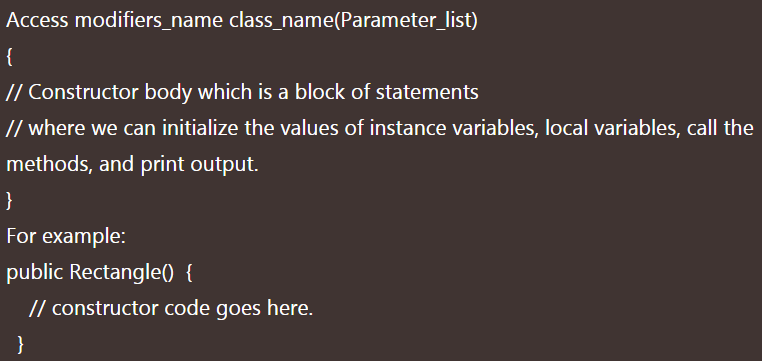 Access modifiers_name class_name(Parameter_list)
{
// Constructor body which is a block of statements
// where we can initialize the values of instance variables, local variables, call the
methods, and print output.
}
For example:
public Rectangle()  {
    // constructor code goes here.
  }